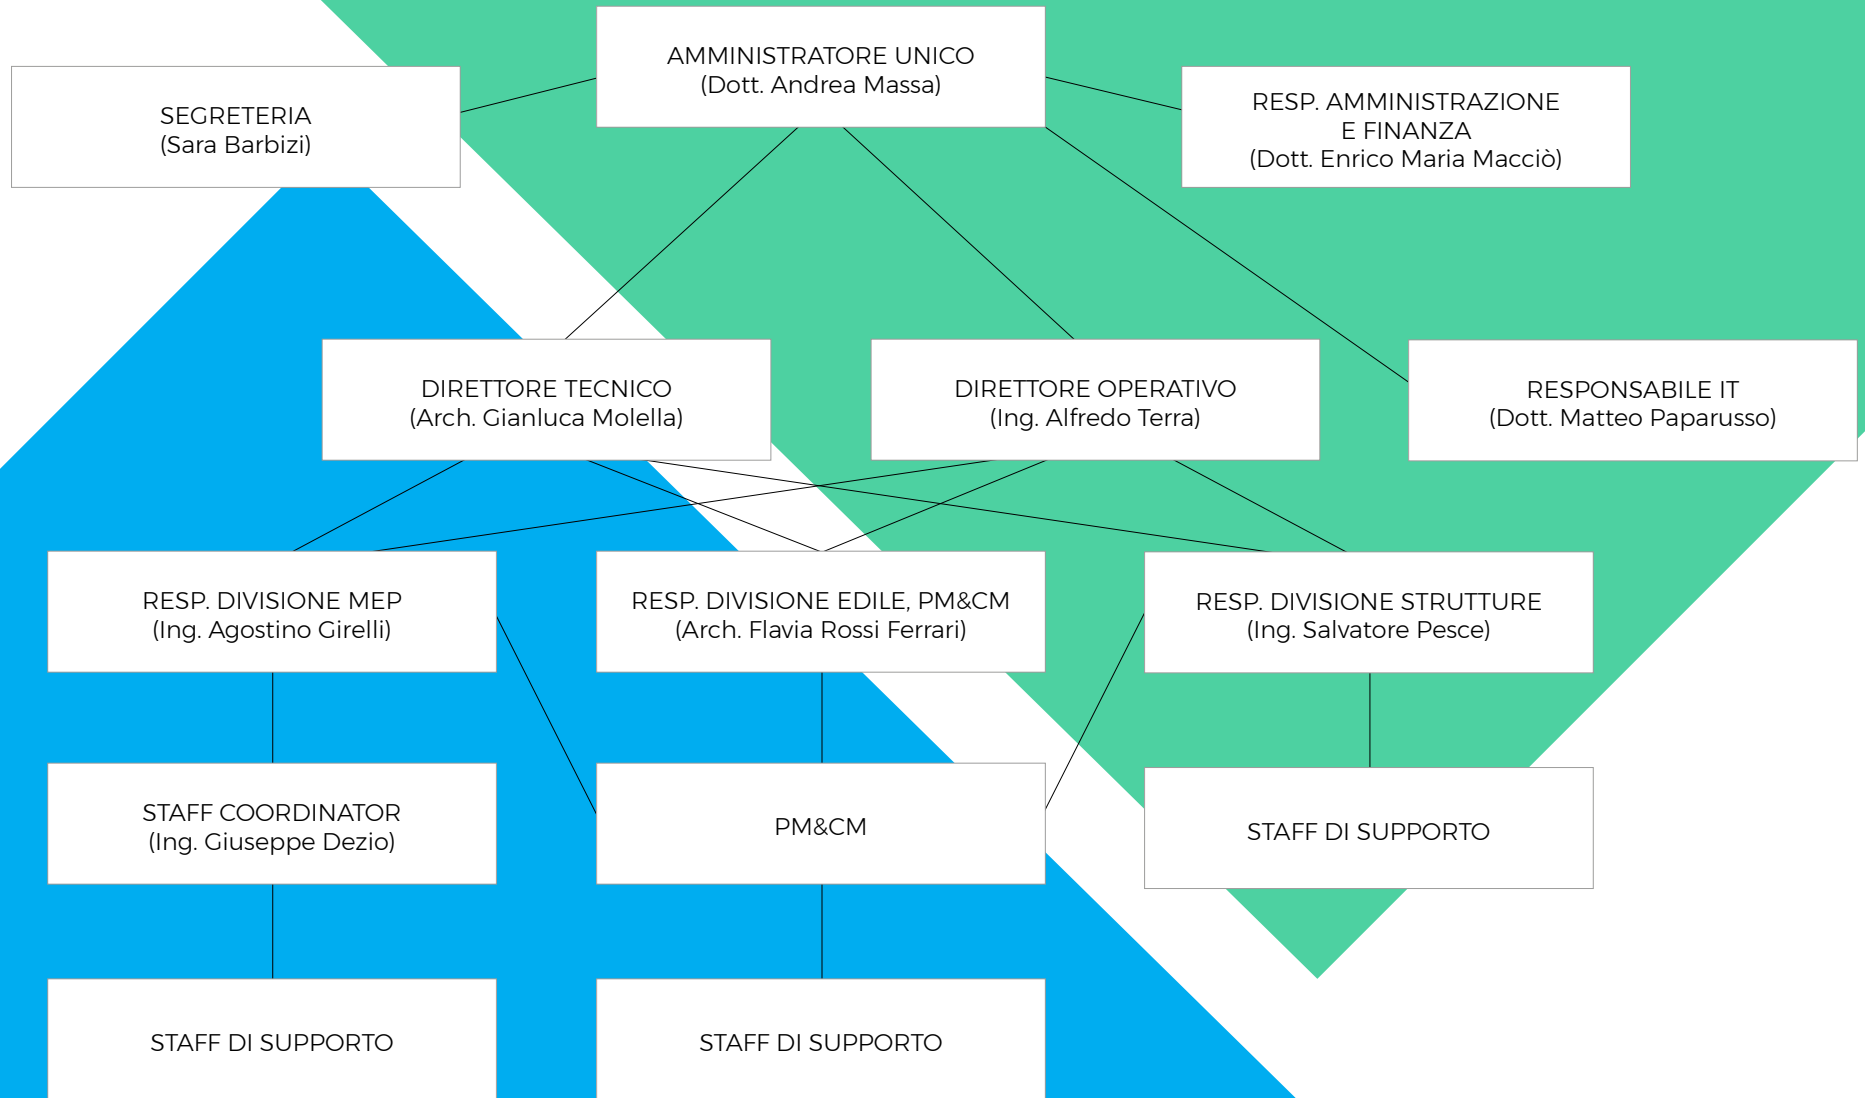 AMMINISTRATORE UNICO
(Dott. Andrea Massa)
SEGRETERIA
(Sara Barbizi)
RESP. AMMINISTRAZIONE
E FINANZA
(Dott. Enrico Maria Macciò)
DIRETTORE TECNICO
(Arch. Gianluca Molella)
DIRETTORE OPERATIVO
(Ing. Alfredo Terra)
RESPONSABILE IT
(Dott. Matteo Paparusso)
RESP. DIVISIONE MEP
(Ing. Agostino Girelli)
RESP. DIVISIONE EDILE, PM&CM
(Arch. Flavia Rossi Ferrari)
RESP. DIVISIONE STRUTTURE
(Ing. Salvatore Pesce)
STAFF COORDINATOR
(Ing. Giuseppe Dezio)
PM&CM
STAFF DI SUPPORTO
STAFF DI SUPPORTO
STAFF DI SUPPORTO